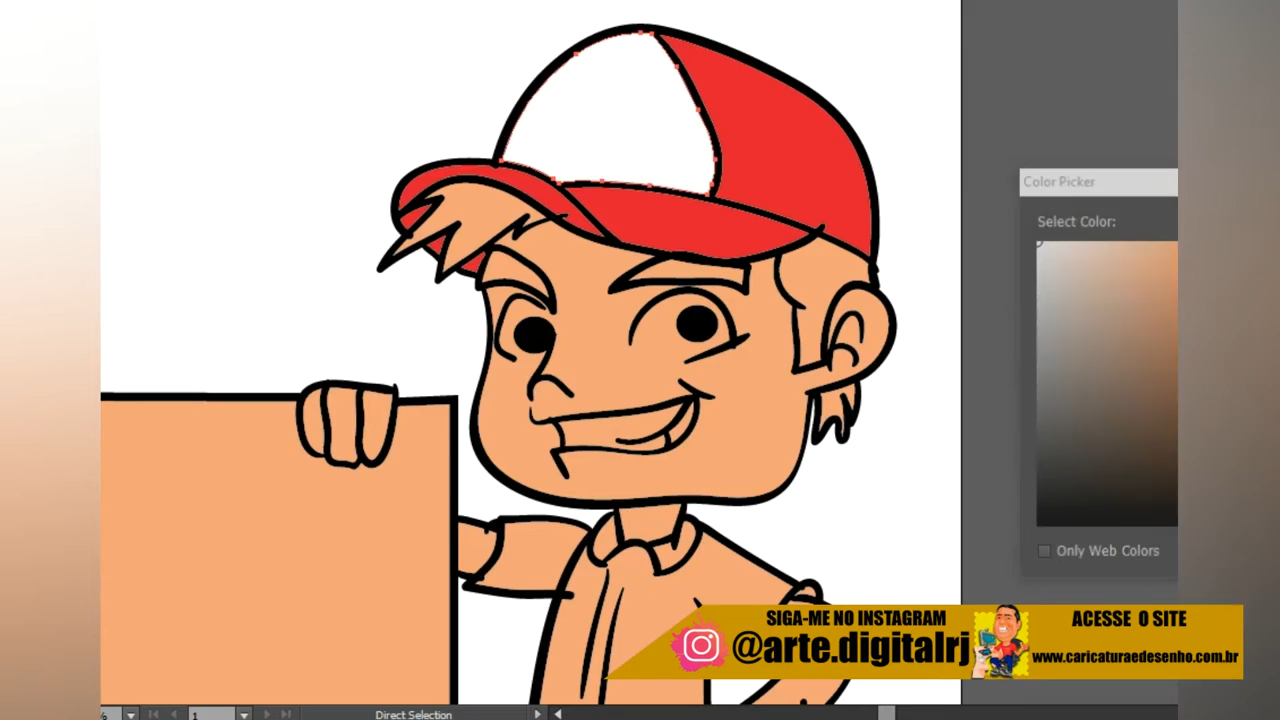 Color Picker
Select Color:
Only Web Colors
SIGA-ME NO INSTAGRAM
@arte.digitalrj
ACESSE O SITE
www.caricaturaedesenho.com.br
%
1
Direct Selection